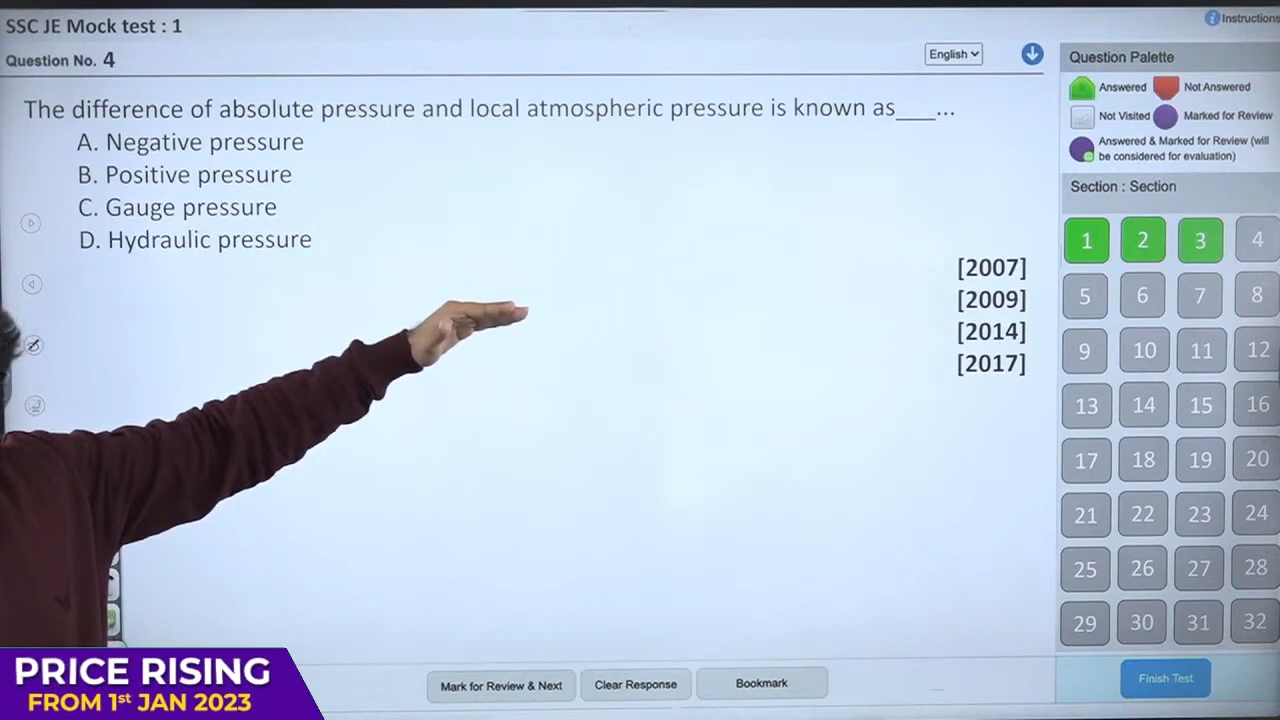 SSC JE Mock test : 1
Instructions
Question No. 4
English
The difference of absolute pressure and local atmospheric pressure is known as____...
A. Negative pressure
B. Positive pressure
C. Gauge pressure
D. Hydraulic pressure
[2007]
[2009]
[2014]
[2017]
Question Palette
Answered
Not Answered
Not Visited
Marked for Review
Answered & Marked for Review (will
be considered for evaluation)
Section : Section
1 2 3 4
5 6 7 8
9 10 11 12
13 14 15 16
17 18 19 20
21 22 23 24
25 26 27 28
29 30 31 32
Mark for Review & Next
Clear Response
Bookmark
Finish Test
PRICE RISING
FROM 1st JAN 2023